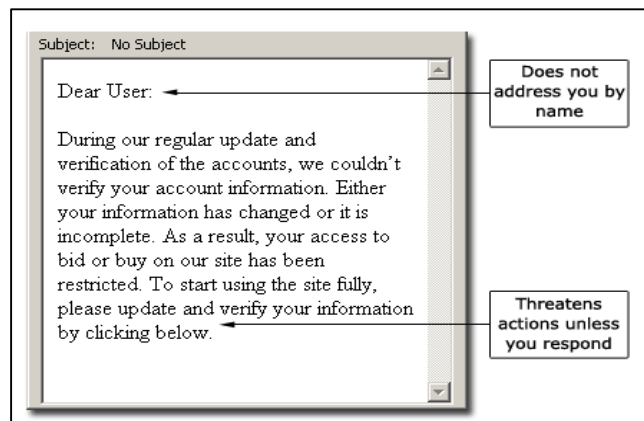 Subject: No Subject
Dear User:
Does not
address you by
name
During our regular update and
verification of the accounts, we couldn't
verify your account information. Either
your information has changed or it is
incomplete. As a result, your access to
bid or buy on our site has been
restricted. To start using the site fully,
please update and verify your information
by clicking below.
Threatens
actions unless
you respond